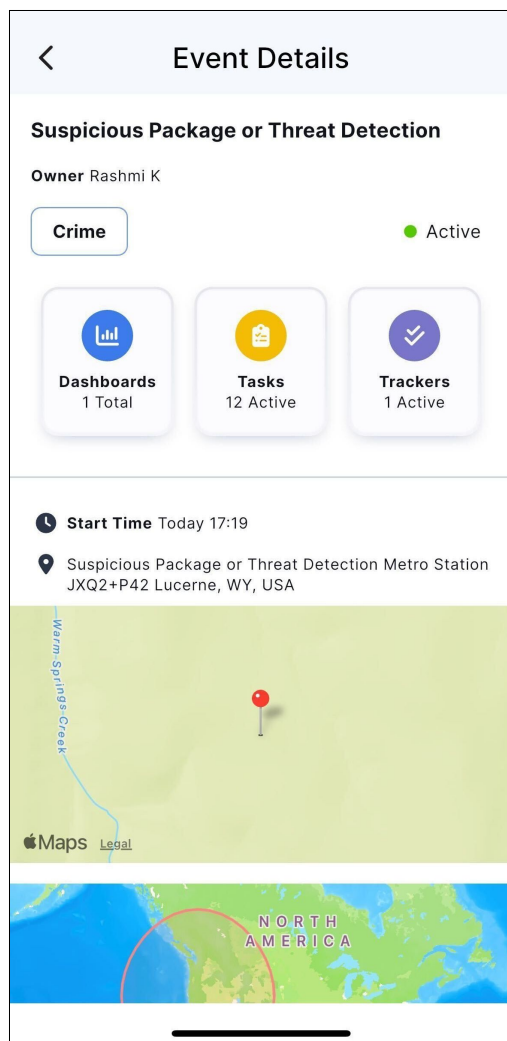 Event Details
Suspicious Package or Threat Detection
Owner Rashmi K
Crime
Active
Dashboards
1 Total
Tasks
12 Active
Trackers
1 Active
Start Time Today 17:19
Suspicious Package or Threat Detection Metro Station
JXQ2+P42 Lucerne, WY, USA
Warm-Springs-Creek
Maps Legal
NORTH
AMERICA